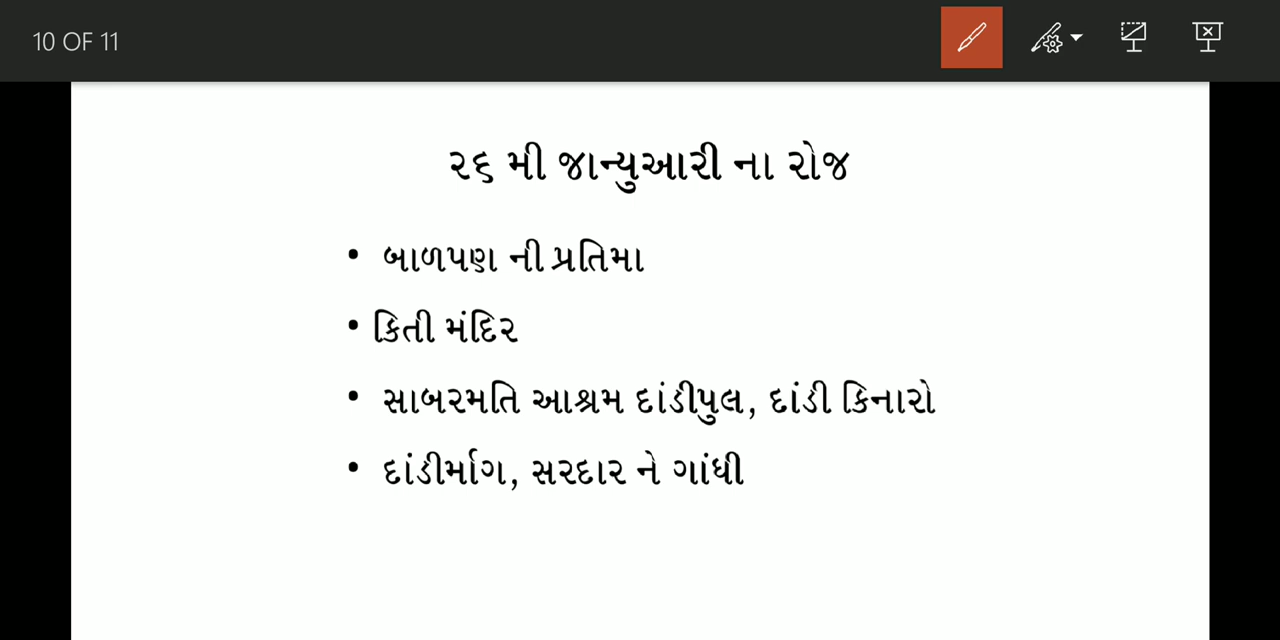 10 OF 11
૨૬ મી જાન્યુઆરી ના રોજ
• બાળપણ ની પ્રતિમા
• કિતી મંદિર
• સાબરમતિ આશ્રમ દાંડીપુલ, દાંડી કિનારો
• દાંડીર્માગ, સરદાર ને ગાંધી